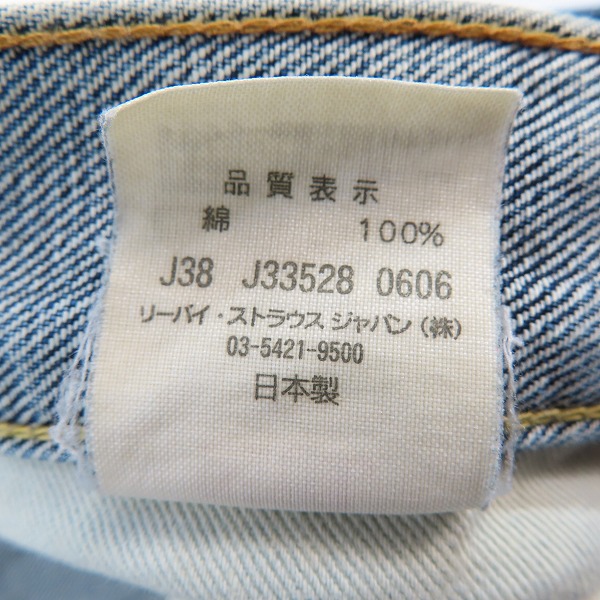 品質表示
綿 100%
J38 J33528 0606
リーバイ・ストラウス ジャパン(株)
03-5421-9500
日本製